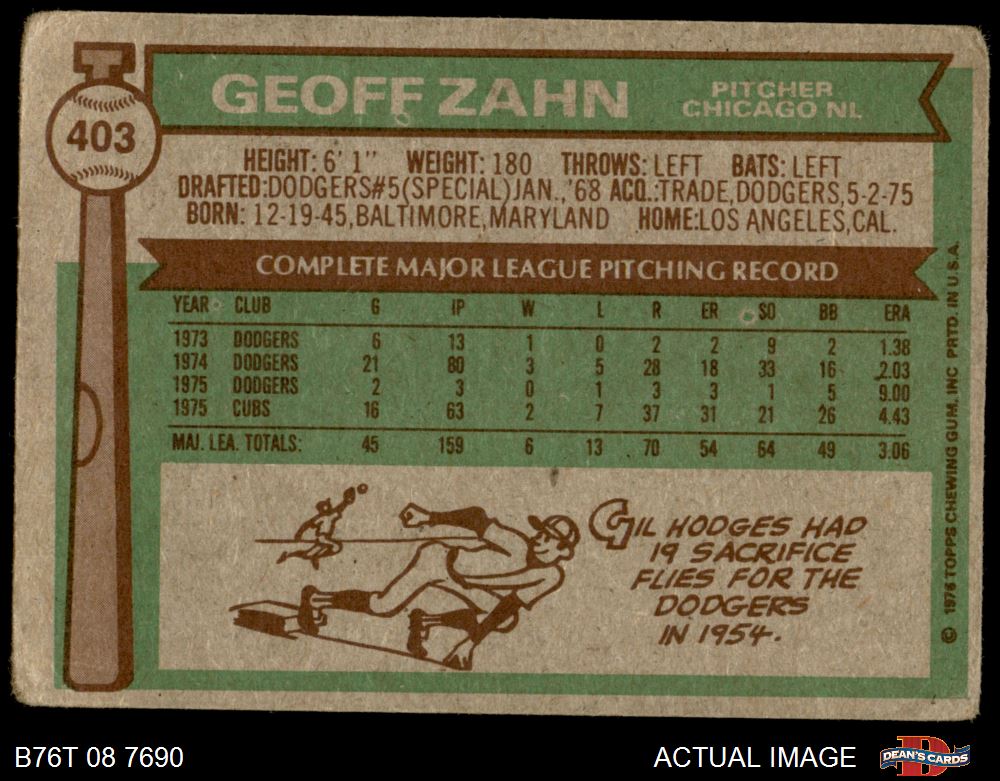 403
GEOFF ZAHN
PITCHER
CHICAGO NL
HEIGHT: 6' 1" WEIGHT: 180 THROWS: LEFT BATS: LEFT
DRAFTED:DODGERS#5(SPECIAL)JAN.,'68 ACQ.:TRADE,DODGERS,5-2-75
BORN: 12-19-45,BALTIMORE,MARYLAND HOME:LOS ANGELES,CAL.
COMPLETE MAJOR LEAGUE PITCHING RECORD
YEAR CLUB G IP W L R ER SO BB ERA
1973 DODGERS 6 13 1 0 2 2 9 2 1.38
1974 DODGERS 21 80 3 5 28 18 33 16 2.03
1975 DODGERS 2 3 0 1 3 3 1 5 9.00
1975 CUBS 16 63 2 7 37 31 21 26 4.43
MAJ. LEA. TOTALS: 45 159 6 13 70 54 64 49 3.06
GIL HODGES HAD
19 SACRIFICE
FLIES FOR THE
DODGERS
IN 1954.
© 1976 TOPPS CHEWING GUM, INC PRTD. IN U.S.A.
B76T 08 7690
ACTUAL IMAGE
DEAN'S CARDS